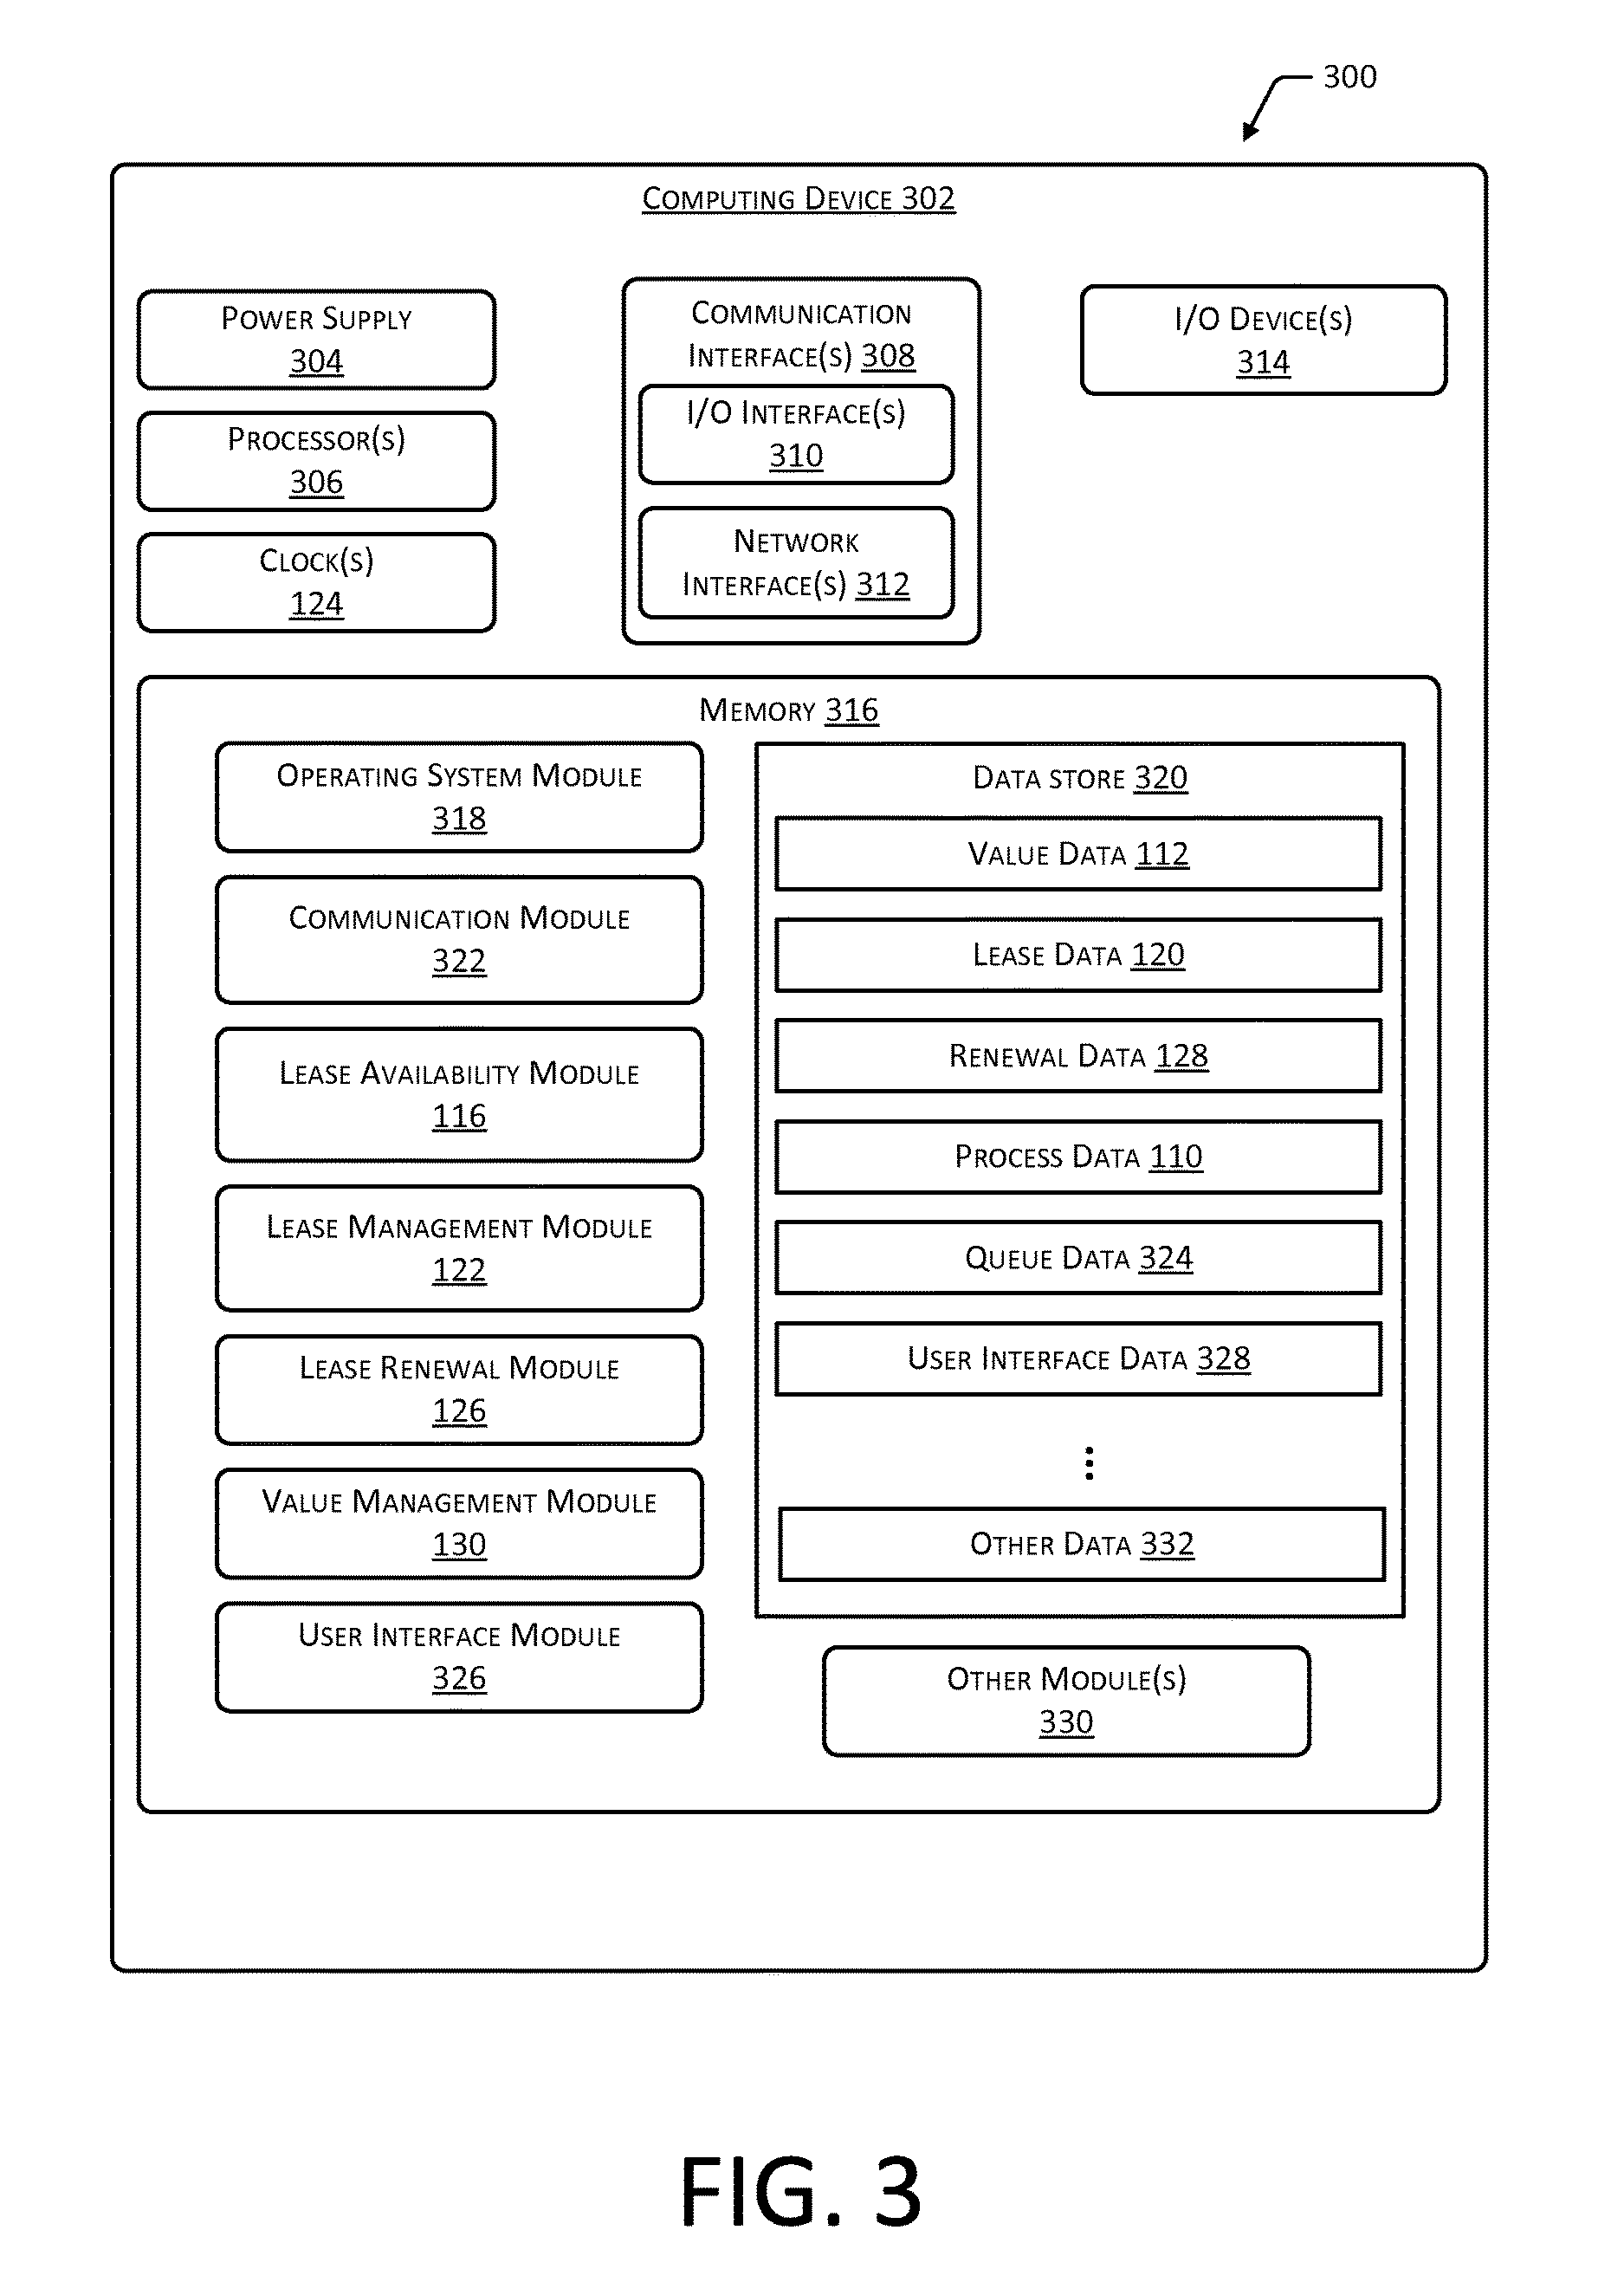 300
Computing Device 302
Power Supply
304
Processor(s)
306
Clock(s)
124
Communication
Interface(s) 308
I/O Interface(s)
310
Network
Interface(s) 312
I/O Device(s)
314
Memory 316
Operating System Module
318
Communication Module
322
Lease Availability Module
116
Lease Management Module
122
Lease Renewal Module
126
Value Management Module
130
User Interface Module
326
Data store 320
Value Data 112
Lease Data 120
Renewal Data 128
Process Data 110
Queue Data 324
User Interface Data 328
⋮
Other Data 332
Other Module(s)
330
FIG. 3